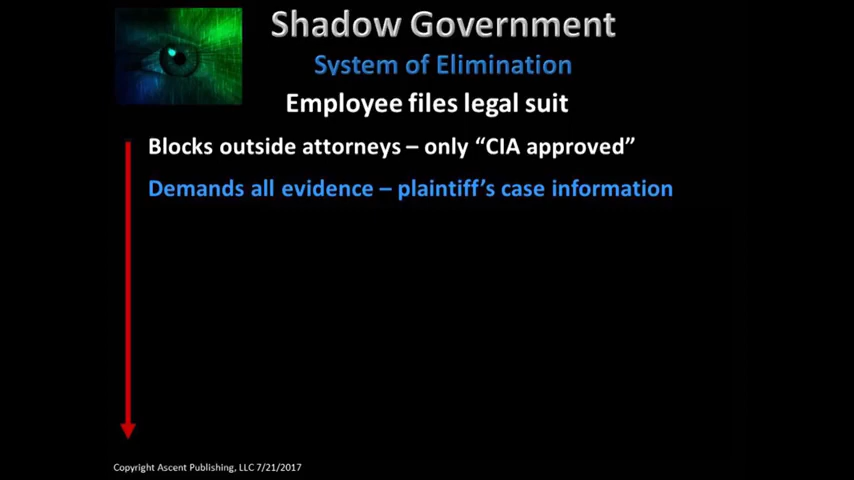 Shadow Government
System of Elimination
Employee files legal suit
Blocks outside attorneys – only “CIA approved”
Demands all evidence – plaintiff’s case information
Copyright Ascent Publishing, LLC 7/21/2017